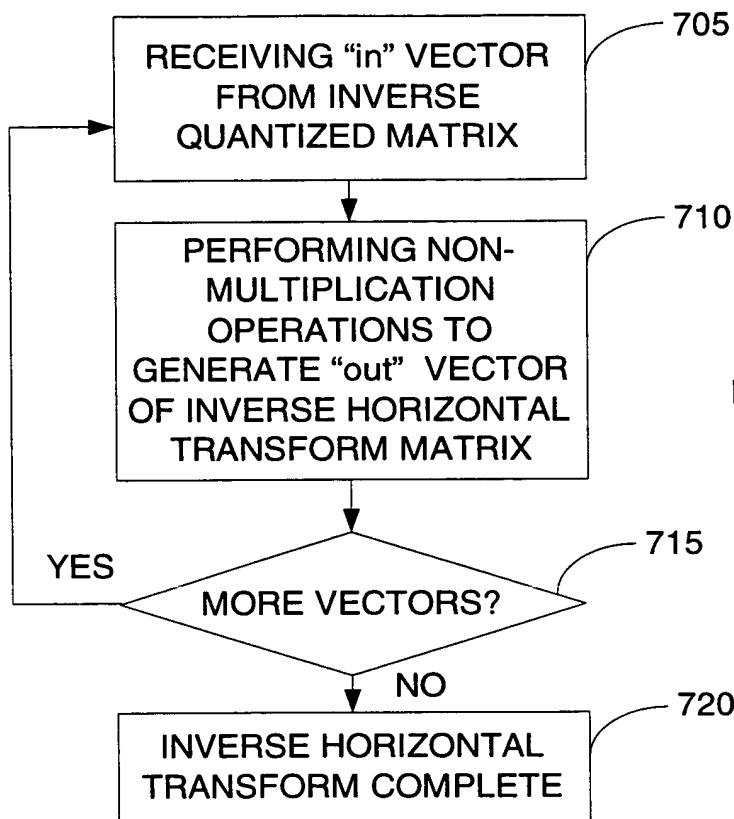 705
RECEIVING “in” VECTOR
FROM INVERSE
QUANTIZED MATRIX
710
PERFORMING NON-
MULTIPLICATION
OPERATIONS TO
GENERATE “out” VECTOR
OF INVERSE HORIZONTAL
TRANSFORM MATRIX
715
YES
MORE VECTORS?
NO
720
INVERSE HORIZONTAL
TRANSFORM COMPLETE